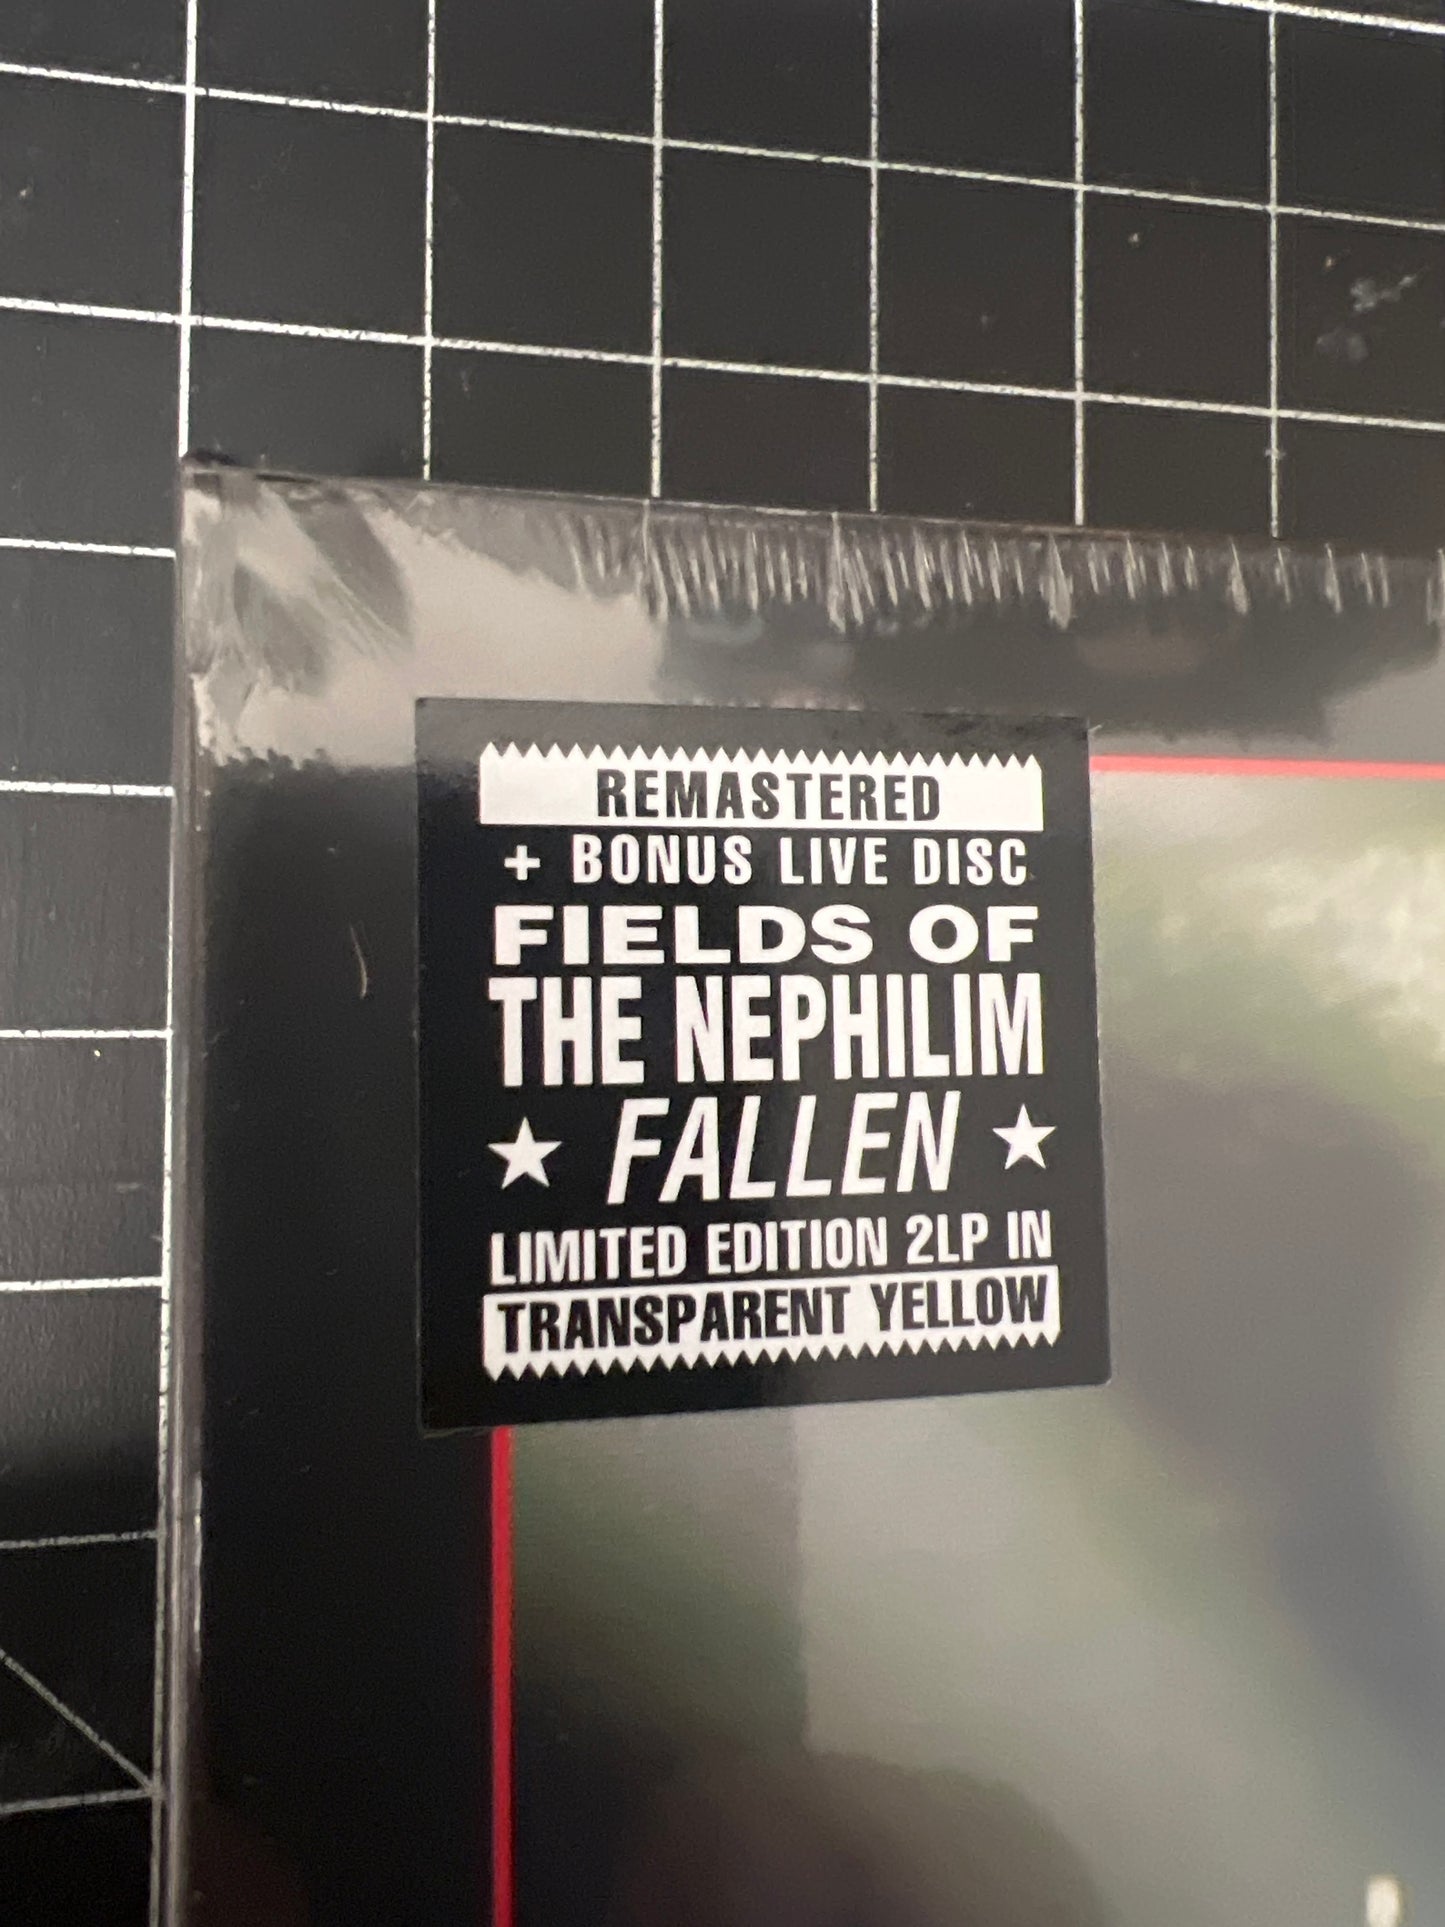 REMASTERED
+ BONUS LIVE DISC
FIELDS OF
THE NEPHILIM
★ FALLEN ★
LIMITED EDITION 2LP IN
TRANSPARENT YELLOW